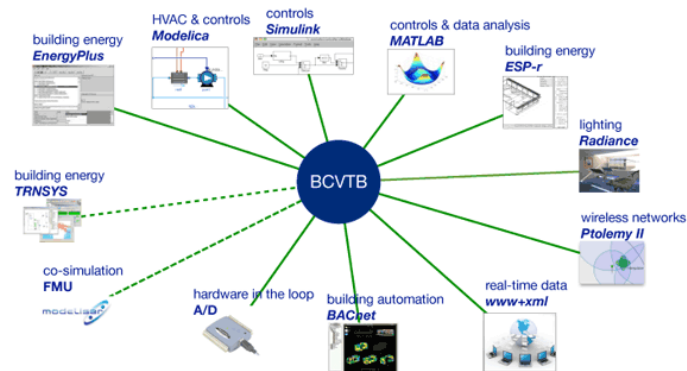 HVAC & controls
Modelica
controls
Simulink
controls & data analysis
MATLAB
building energy
EnergyPlus
building energy
ESP-r
lighting
Radiance
BCVTB
building energy
TRNSYS
wireless networks
Ptolemy II
co-simulation
FMU
modelisar
hardware in the loop
A/D
building automation
BACnet
real-time data
www+xml